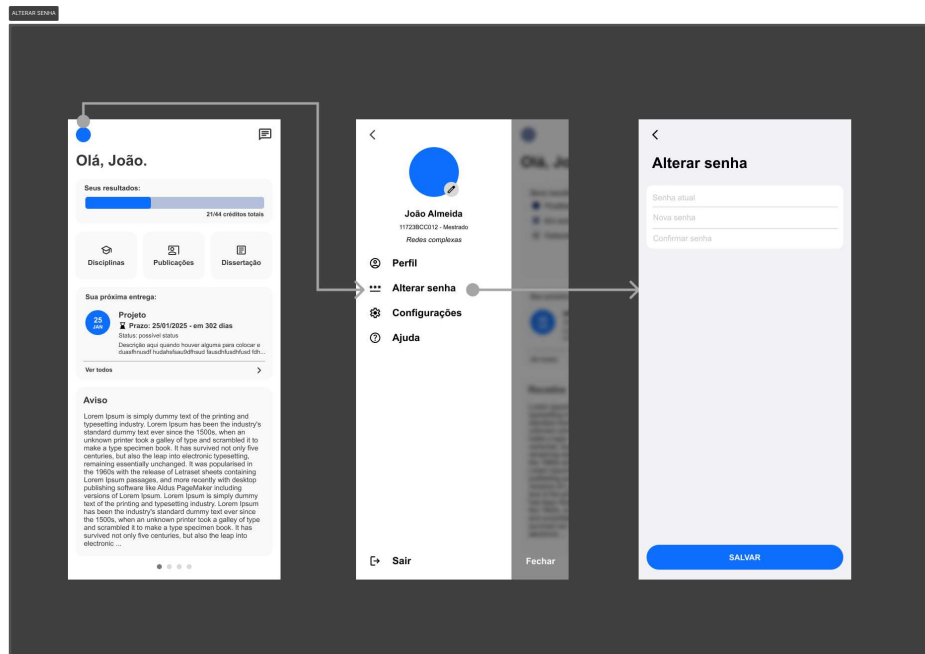 ALTERAR SENHA
Olá, João.
Seus resultados:
21/44 créditos totais
Disciplinas
Publicações
Dissertação
Sua próxima entrega:
25
JAN
Projeto
Prazo: 25/01/2025 - em 302 dias
Status: possível status
Descrição aqui quando houver alguma para colocar e
Ver todos
Aviso
Lorem Ipsum is simply dummy text of the printing and
typesetting industry. Lorem Ipsum has been the industry's
standard dummy text ever since the 1500s, when an
unknown printer took a galley of type and scrambled it to
make a type specimen book. It has survived not only five
centuries, but also the leap into electronic typesetting,
remaining essentially unchanged. It was popularised in
the 1960s with the release of Letraset sheets containing
Lorem Ipsum passages, and more recently with desktop
publishing software like Aldus PageMaker including
versions of Lorem Ipsum. Lorem Ipsum is simply dummy
text of the printing and typesetting industry. Lorem Ipsum
has been the industry's standard dummy text ever since
the 1500s, when an unknown printer took a galley of type
and scrambled it to make a type specimen book. It has
survived not only five centuries, but also the leap into
electronic ...
João Almeida
11723BCC012 - Mestrado
Redes complexas
Perfil
Alterar senha
Configurações
Ajuda
Sair
Fechar
Alterar senha
Senha atual
Nova senha
Confirmar senha
SALVAR